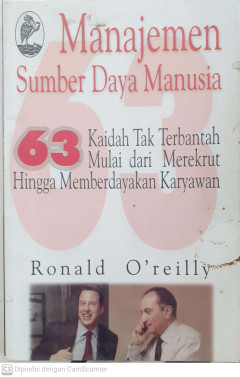 Manajemen
Sumber Daya Manusia
63 Kaidah Tak Terbantah
Mulai dari Merekrut
Hingga Memberdayakan Karyawan
Ronald O'reilly
CS Dipindai dengan CamScanner